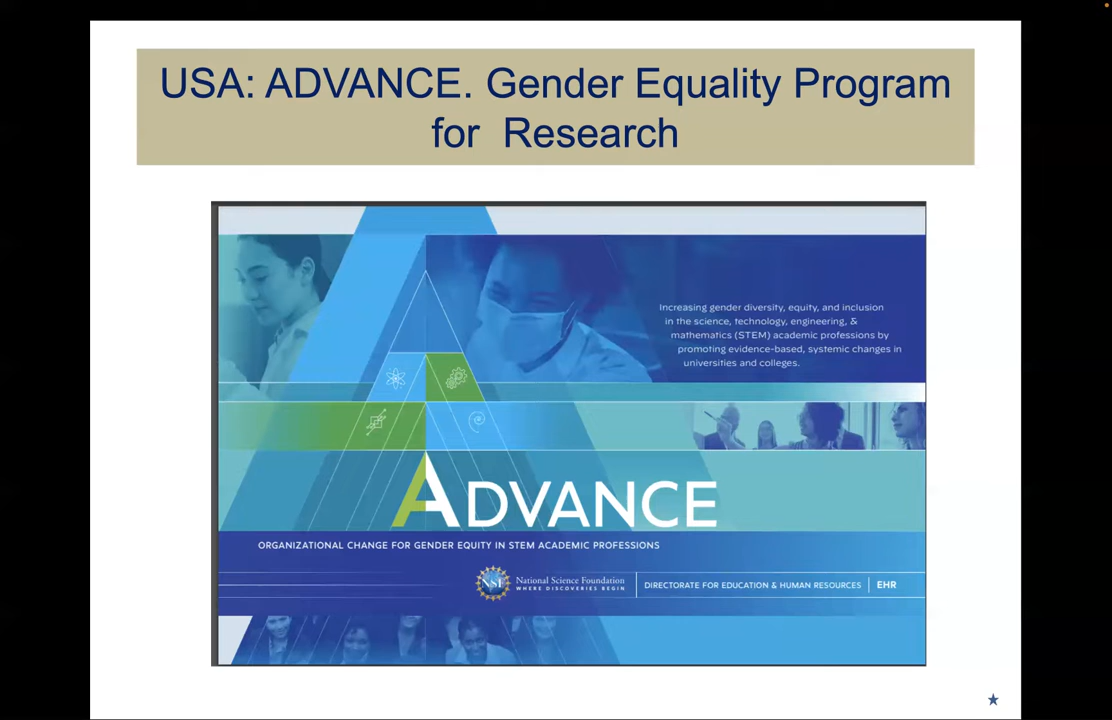 USA: ADVANCE. Gender Equality Program
for Research
Increasing gender diversity, equity, and inclusion
in the science, technology, engineering, &
mathematics (STEM) academic professions by
promoting evidence-based, systemic changes in
universities and colleges.
ADVANCE
ORGANIZATIONAL CHANGE FOR GENDER EQUITY IN STEM ACADEMIC PROFESSIONS
NSF
National Science Foundation
WHERE DISCOVERIES BEGIN
DIRECTORATE FOR EDUCATION & HUMAN RESOURCES | EHR